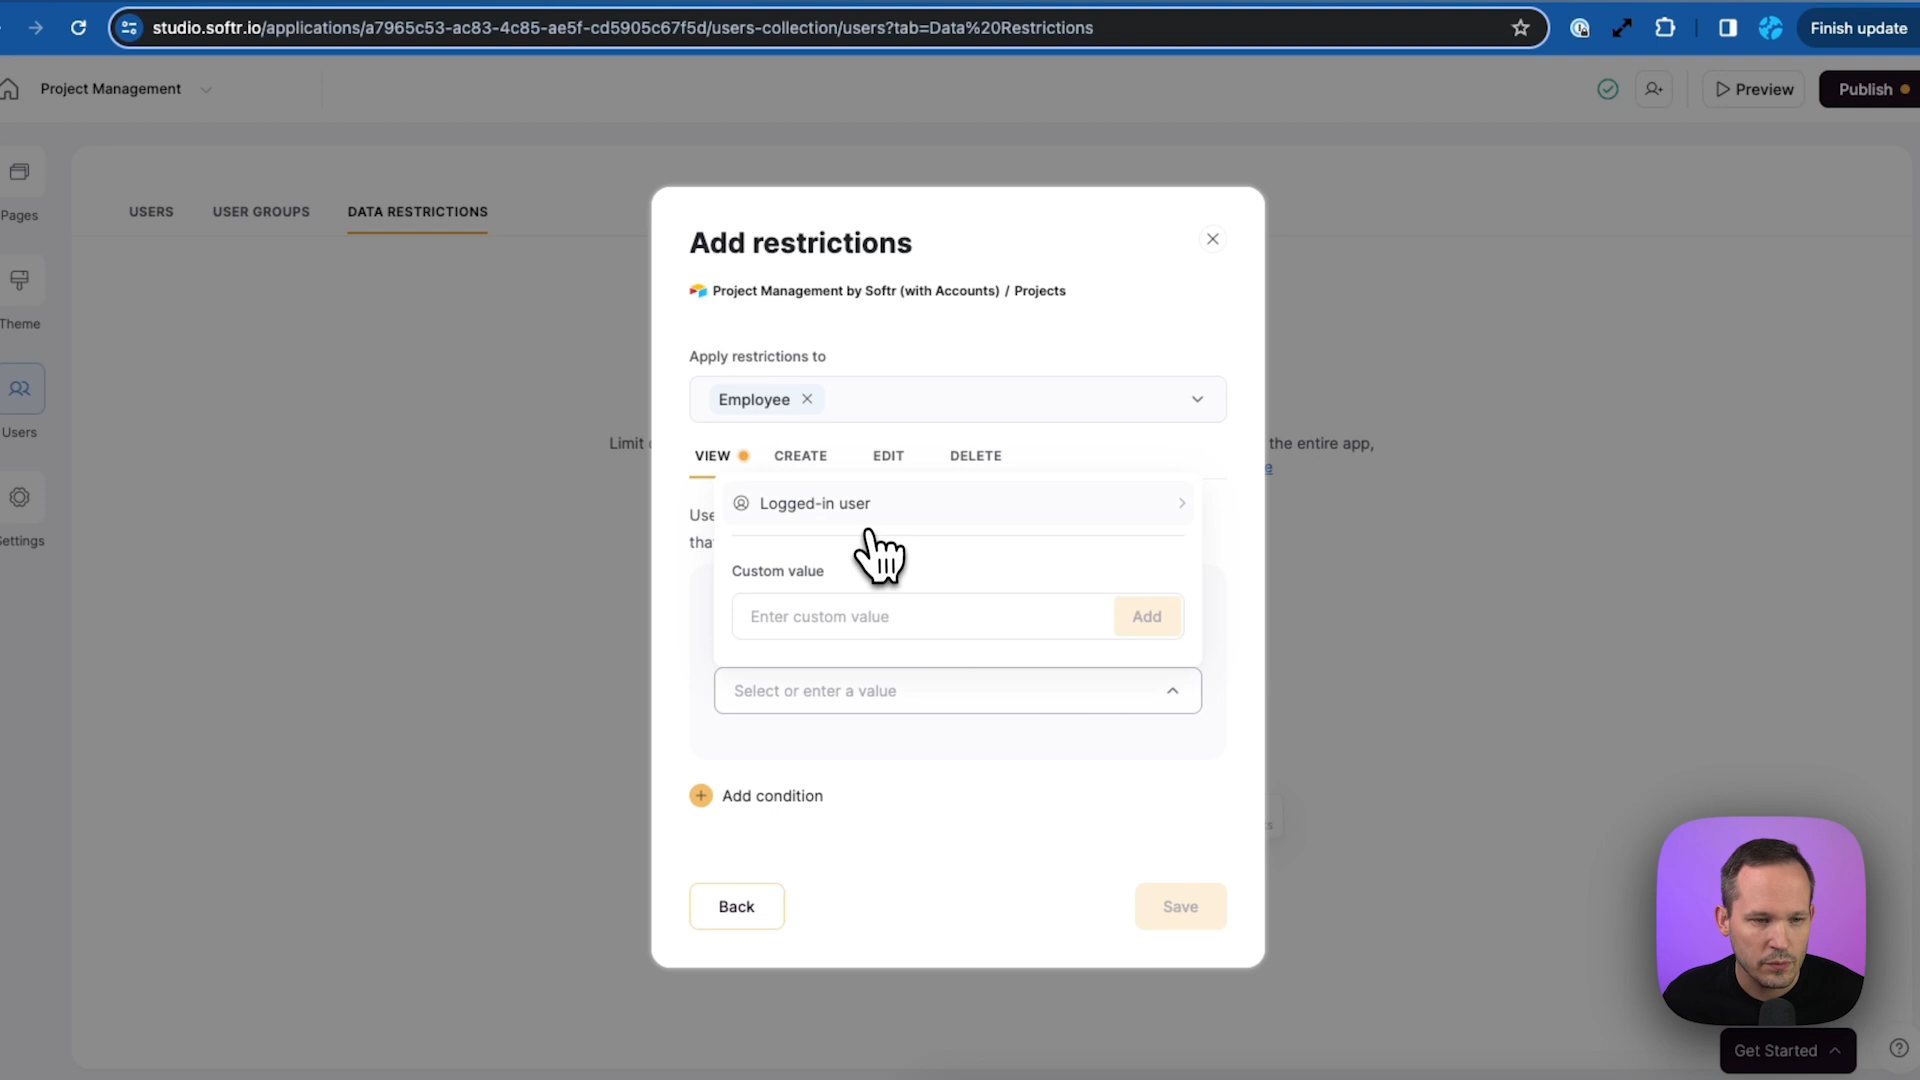 studio.softr.io/applications/a7965c53-ac83-4c85-ae5f-cd5905c67f5d/users-collection/users?tab=Data%20Restrictions
Finish update
Project Management
Preview
Publish
Pages
Theme
Users
Settings
USERS
USER GROUPS
DATA RESTRICTIONS
Limit
the entire app,
Add restrictions
Project Management by Softr (with Accounts) / Projects
Apply restrictions to
Employee
VIEW
CREATE
EDIT
DELETE
Use
tha
Logged-in user
Custom value
Enter custom value
Add
Select or enter a value
Add condition
Back
Save
Get Started